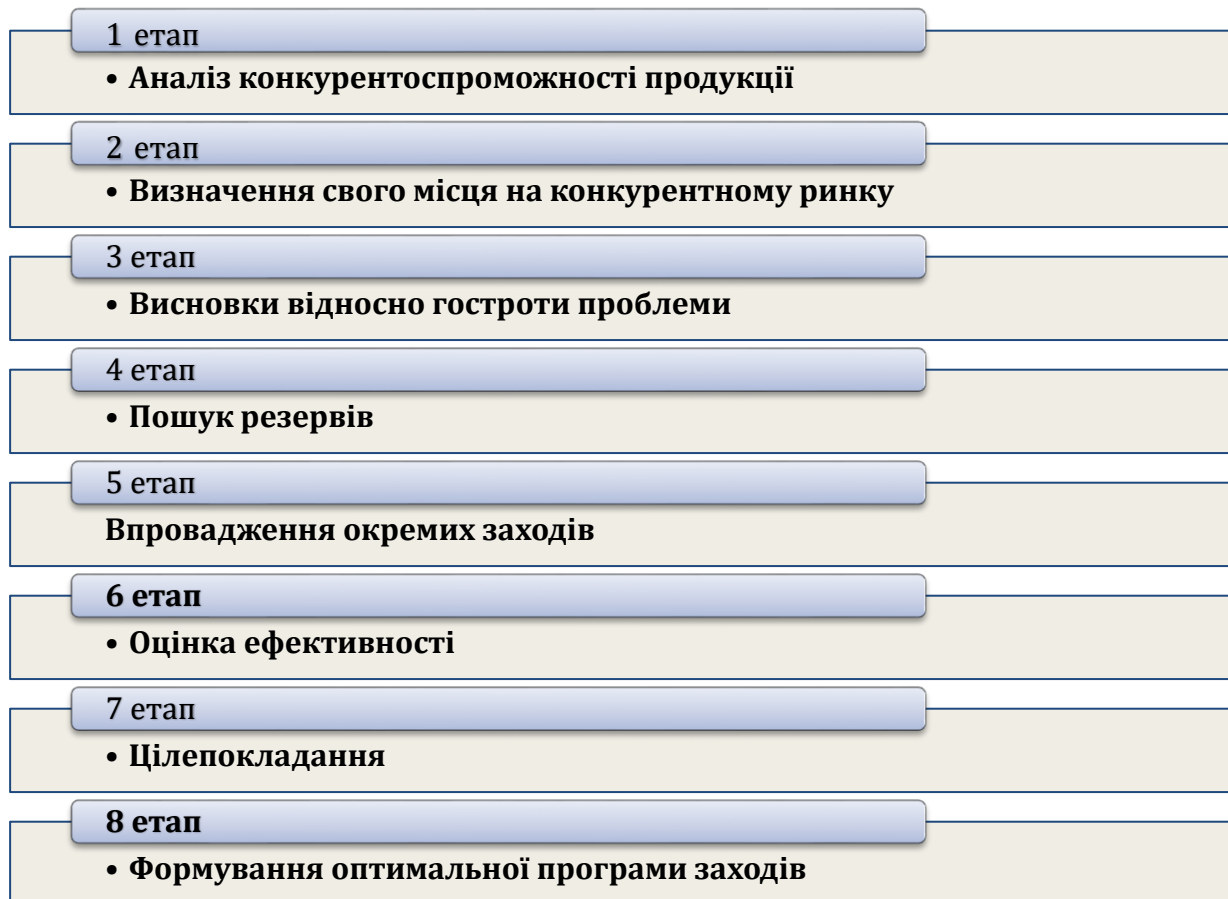 1 етап
• Аналіз конкурентоспроможності продукції
2 етап
• Визначення свого місця на конкурентному ринку
3 етап
• Висновки відносно гостроти проблеми
4 етап
• Пошук резервів
5 етап
Впровадження окремих заходів
6 етап
• Оцінка ефективності
7 етап
• Цілепокладання
8 етап
• Формування оптимальної програми заходів